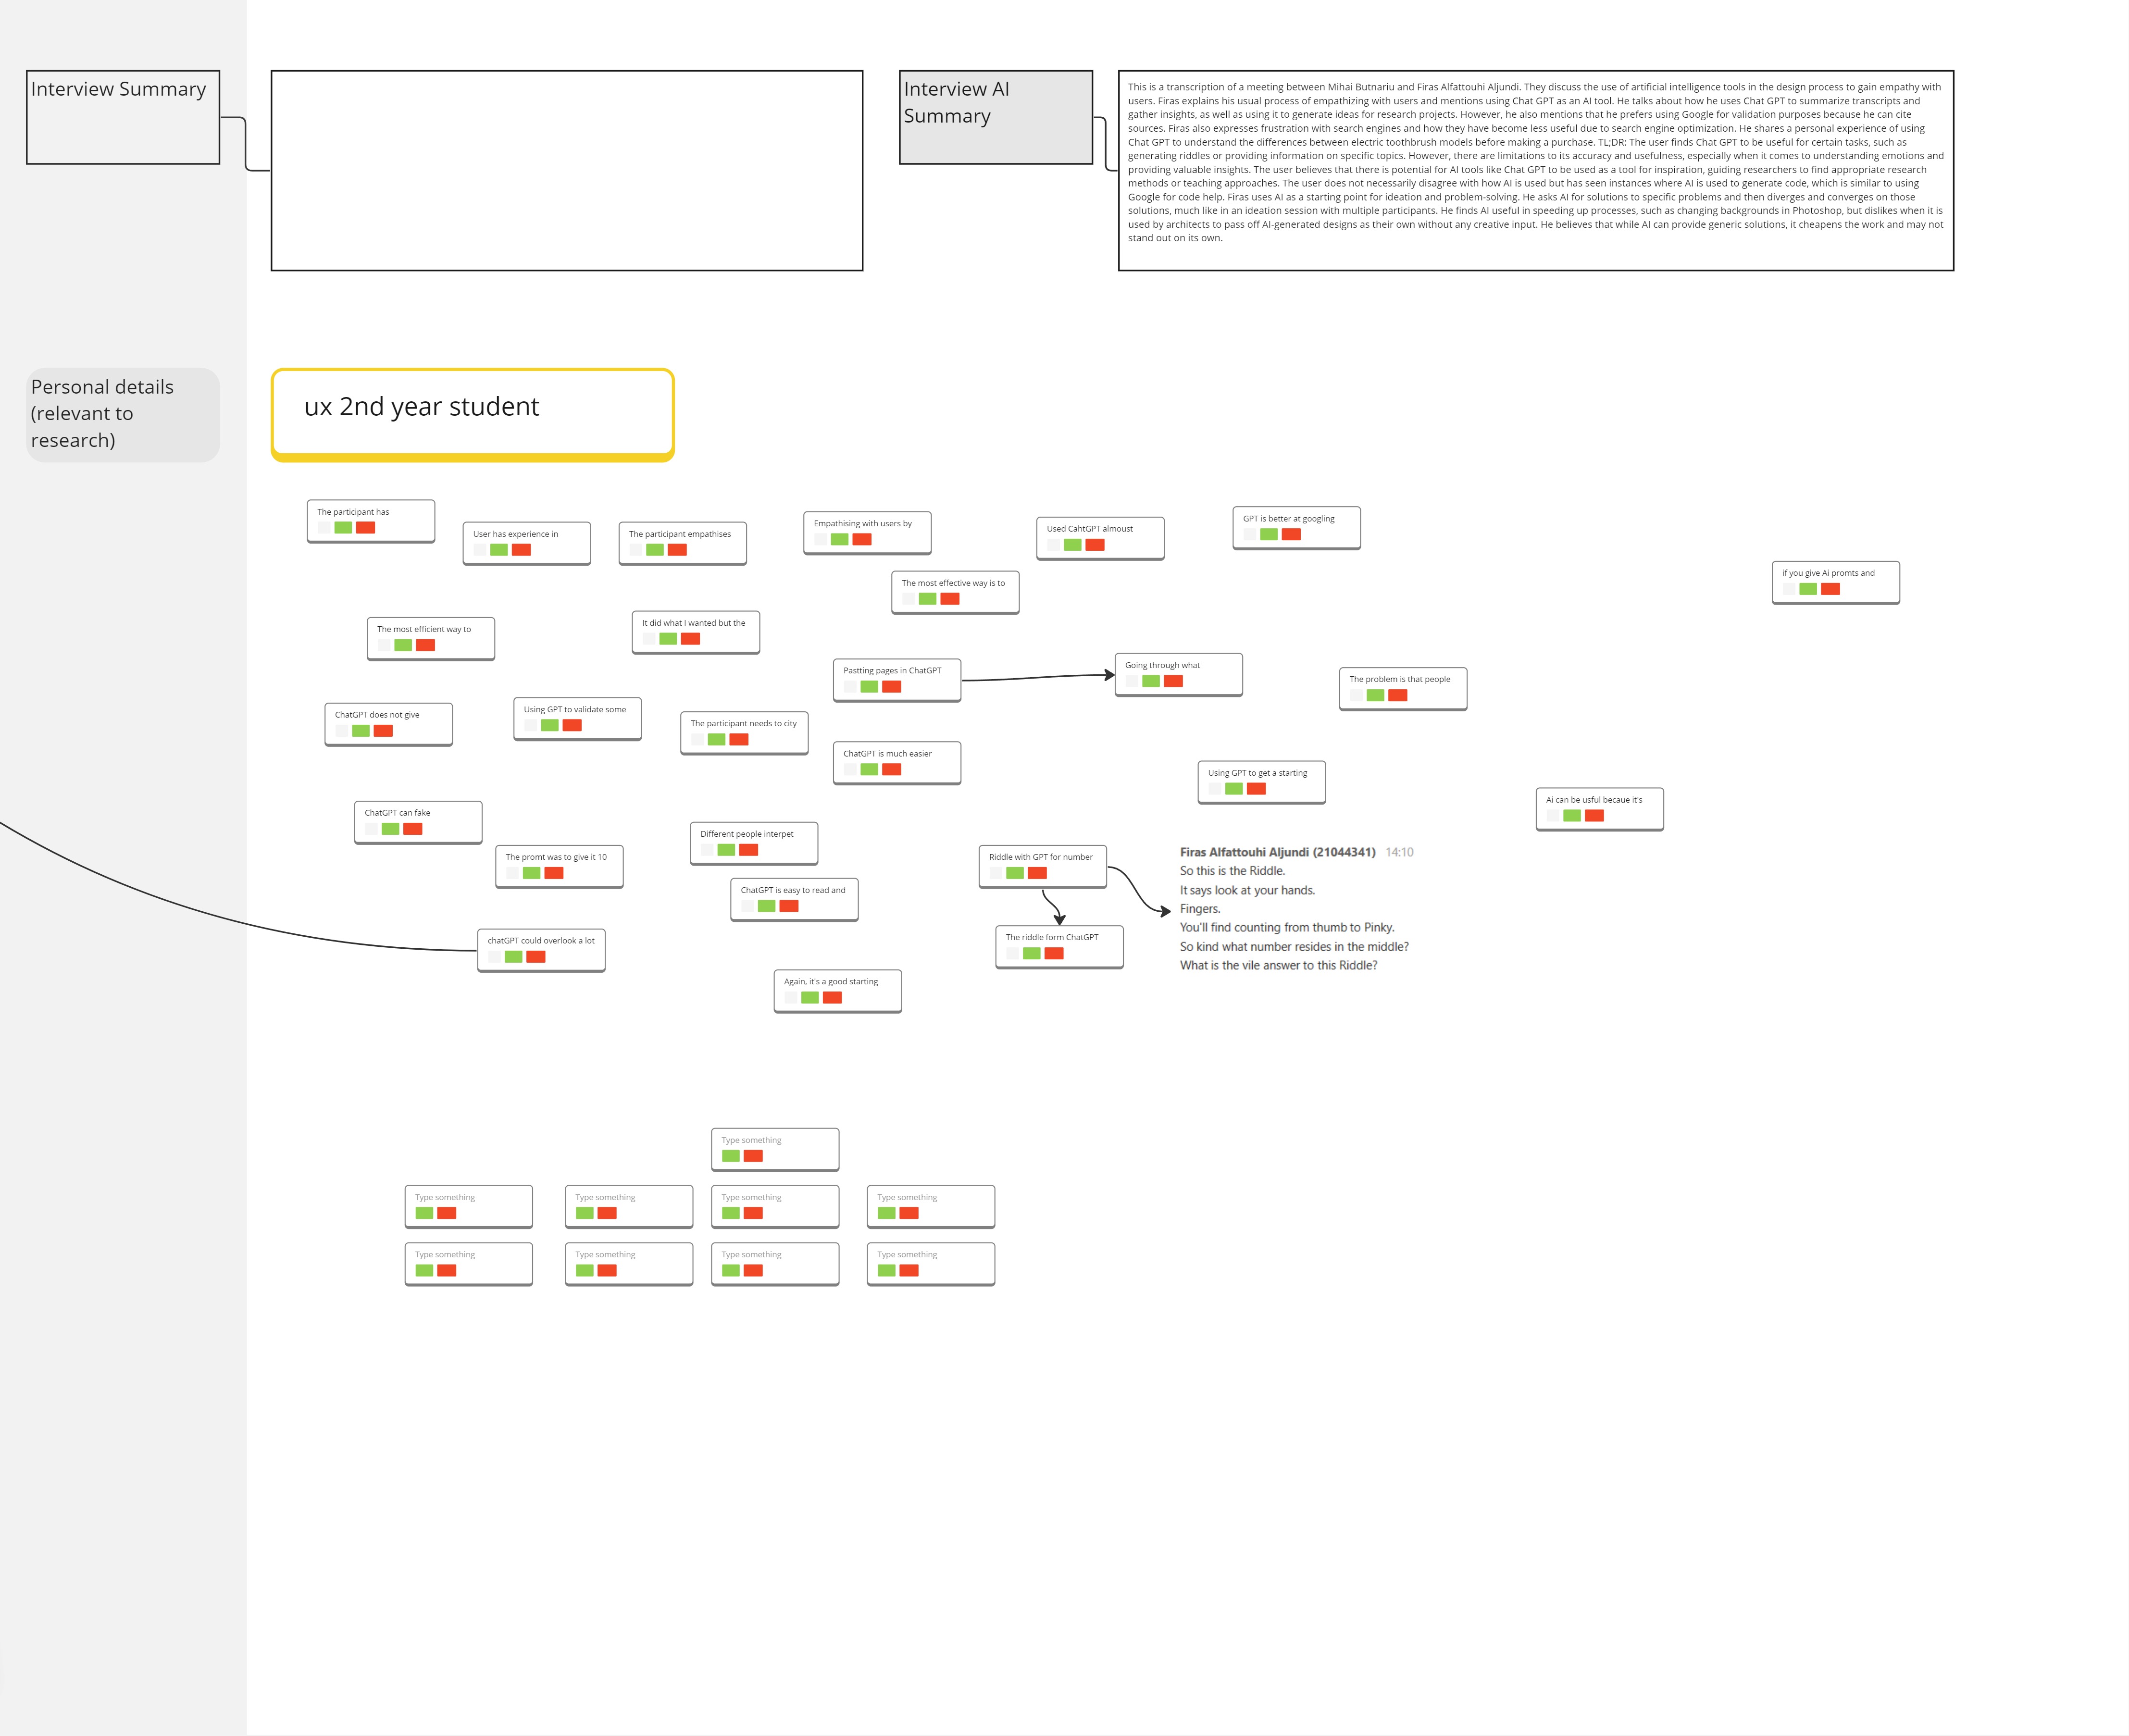 Interview Summary
Interview AI
Summary
This is a transcription of a meeting between Mihai Butnariu and Firas Alfattouhi Aljundi. They discuss the use of artificial intelligence tools in the design process to gain empathy with
users. Firas explains his usual process of empathizing with users and mentions using Chat GPT as an AI tool. He talks about how he uses Chat GPT to summarize transcripts and
gather insights, as well as using it to generate ideas for research projects. However, he also mentions that he prefers using Google for validation purposes because he can cite
sources. Firas also expresses frustration with search engines and how they have become less useful due to search engine optimization. He shares a personal experience of using
Chat GPT to understand the differences between electric toothbrush models before making a purchase. TL;DR: The user finds Chat GPT to be useful for certain tasks, such as
generating riddles or providing information on specific topics. However, there are limitations to its accuracy and usefulness, especially when it comes to understanding emotions and
providing valuable insights. The user believes that there is potential for AI tools like Chat GPT to be used as a tool for inspiration, guiding researchers to find appropriate research
methods or teaching approaches. The user does not necessarily disagree with how AI is used but has seen instances where AI is used to generate code, which is similar to using
Google for code help. Firas uses AI as a starting point for ideation and problem-solving. He asks AI for solutions to specific problems and then diverges and converges on those
solutions, much like in an ideation session with multiple participants. He finds AI useful in speeding up processes, such as changing backgrounds in Photoshop, but dislikes when it is
used by architects to pass off AI-generated designs as their own without any creative input. He believes that while AI can provide generic solutions, it cheapens the work and may not
stand out on its own.
Personal details
(relevant to
research)
ux 2nd year student
The participant has
User has experience in
The participant empathises
Empathising with users by
Used CahtGPT almoust
GPT is better at googling
The most effective way is to
if you give Ai promts and
The most efficient way to
It did what I wanted but the
Pastting pages in ChatGPT
Going through what
The problem is that people
ChatGPT does not give
Using GPT to validate some
The participant needs to city
ChatGPT is much easier
Using GPT to get a starting
Ai can be usful becaue it's
ChatGPT can fake
The promt was to give it 10
Different people interpet
ChatGPT is easy to read and
Riddle with GPT for number
Firas Alfattouhi Aljundi (21044341) 14:10
So this is the Riddle.
It says look at your hands.
Fingers.
You'll find counting from thumb to Pinky.
So kind what number resides in the middle?
What is the vile answer to this Riddle?
chatGPT could overlook a lot
The riddle form ChatGPT
Again, it's a good starting
Type something
Type something
Type something
Type something
Type something
Type something
Type something
Type something
Type something